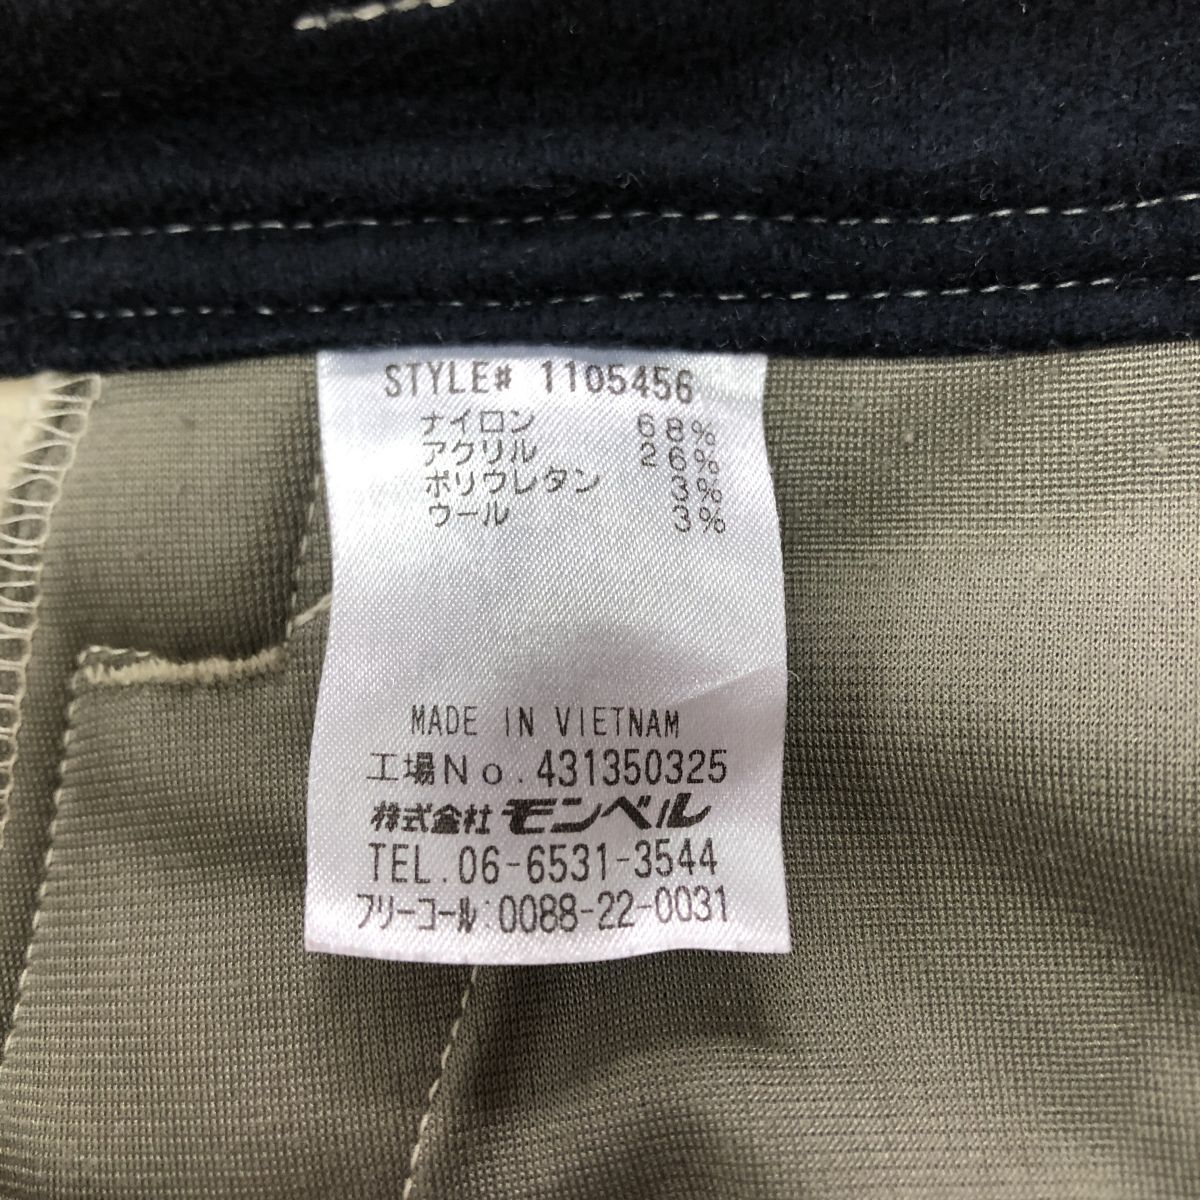 STYLE# 1105456
ナイロン 68%
アクリル 26%
ポリウレタン 3%
ウール 3%
MADE IN VIETNAM
工場No.431350325
株式会社モンベル
TEL.06-6531-3544
フリーコール:0088-22-0031